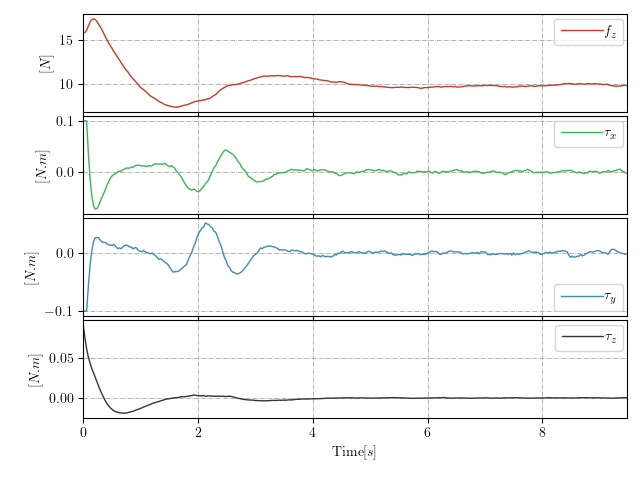 [N]
15
10
f_z
[N.m]
0.1
0.0
τ_x
[N.m]
0.0
−0.1
τ_y
[N.m]
0.05
0.00
τ_z
0 2 4 6 8
Time[s]